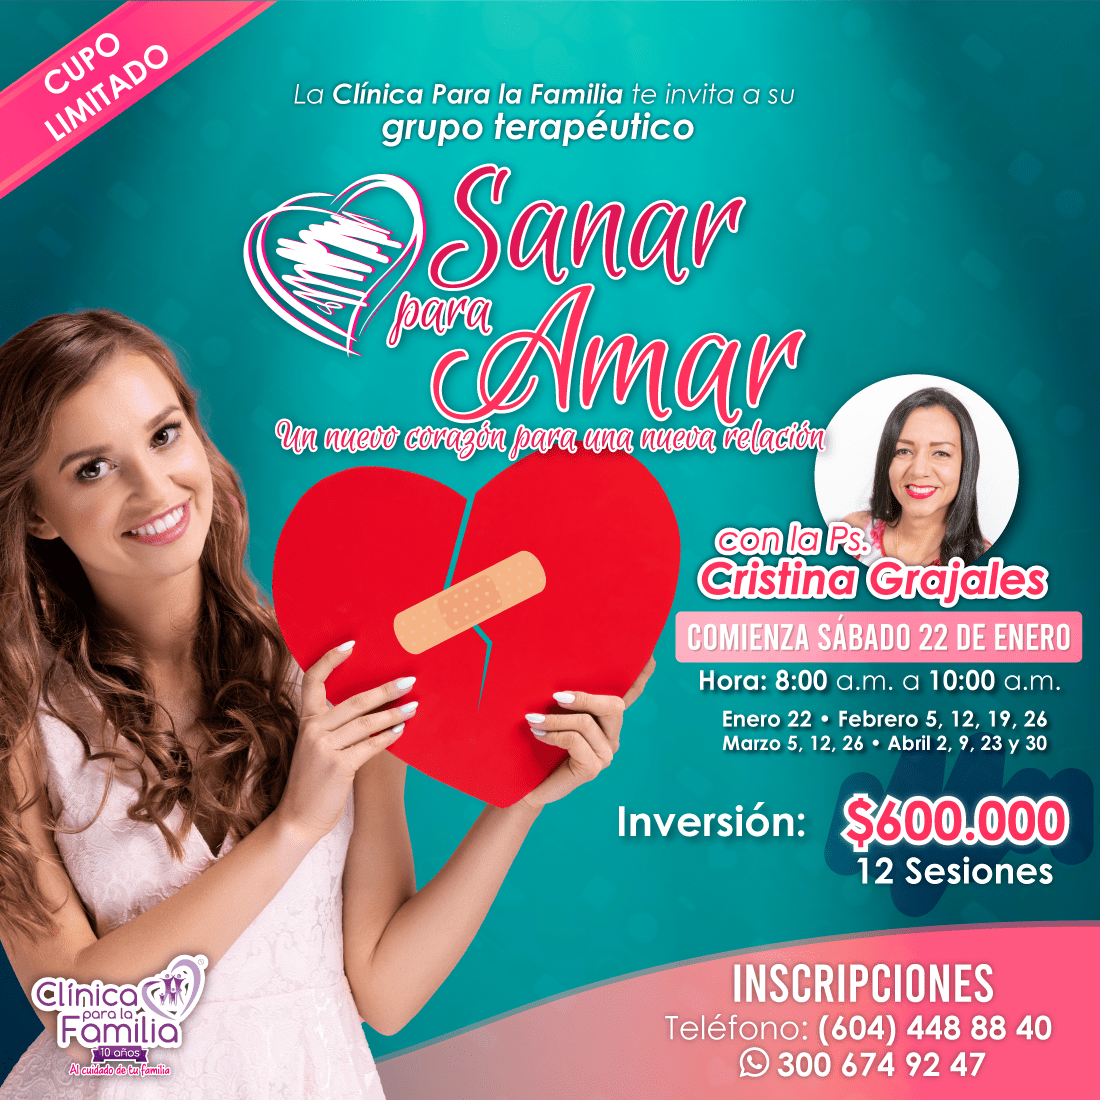 CUPO
LIMITADO
La Clínica Para la Familia te invita a su
grupo terapéutico
Sanar
para
Amar
Un nuevo corazón para una nueva relación
con la Ps.
Cristina Grajales
COMIENZA SÁBADO 22 DE ENERO
Hora: 8:00 a.m. a 10:00 a.m.
Enero 22 • Febrero 5, 12, 19, 26
Marzo 5, 12, 26 • Abril 2, 9, 23 y 30
Inversión: $600.000
12 Sesiones
INSCRIPCIONES
Teléfono: (604) 448 88 40
300 674 92 47
Clínica
para la
Familia
10 años
Al cuidado de tu familia
®